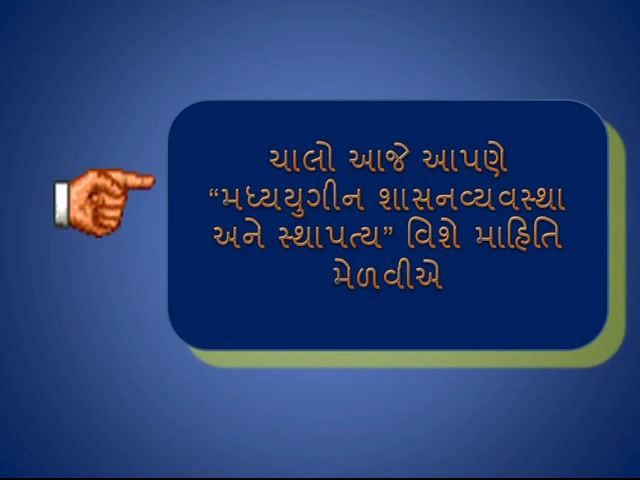 ચાલો આજે આપણે
“મધ્યયુગીન શાસનવ્યવસ્થા
અને સ્થાપત્ય” વિશે માહિતિ
મેળવીએ